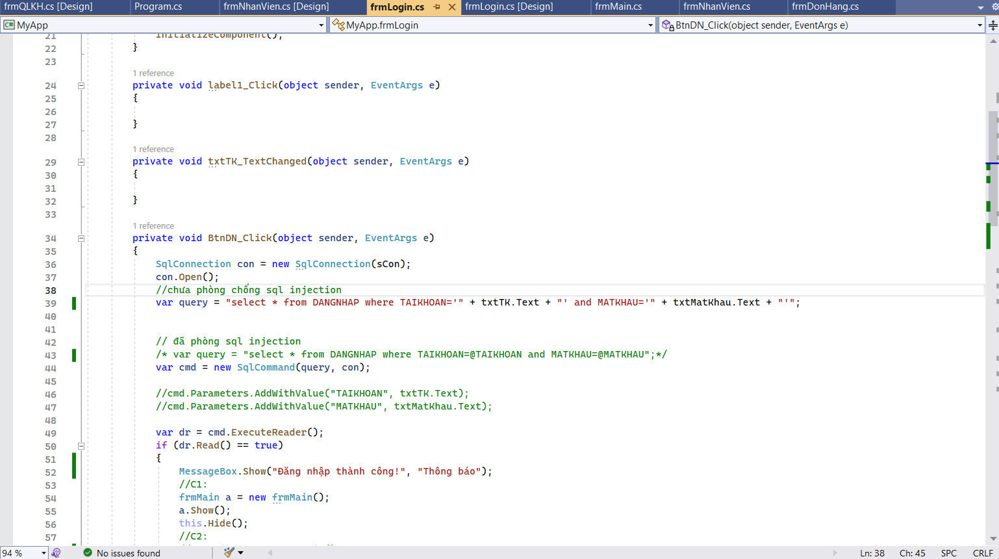 frmQLKH.cs [Design] Program.cs frmNhanVien.cs [Design] frmLogin.cs frmLogin.cs [Design] frmMain.cs frmNhanVien.cs frmDonHang.cs
C# MyApp MyApp.frmLogin BtnDN_Click(object sender, EventArgs e)
21 InitializeComponent();
22 }
23
1 reference
24 private void label1_Click(object sender, EventArgs e)
25 {
26
27 }
28
1 reference
29 private void txtTK_TextChanged(object sender, EventArgs e)
30 {
31
32 }
33
1 reference
34 private void BtnDN_Click(object sender, EventArgs e)
35 {
36 SqlConnection con = new SqlConnection(sCon);
37 con.Open();
38 //chưa phòng chống sql injection
39 var query = "select * from DANGNHAP where TAIKHOAN='" + txtTK.Text + "' and MATKHAU='" + txtMatKhau.Text + "'";
40
41
42 // đã phòng sql injection
43 /* var query = "select * from DANGNHAP where TAIKHOAN=@TAIKHOAN and MATKHAU=@MATKHAU";*/
44 var cmd = new SqlCommand(query, con);
45
46 //cmd.Parameters.AddWithValue("TAIKHOAN", txtTK.Text);
47 //cmd.Parameters.AddWithValue("MATKHAU", txtMatKhau.Text);
48
49 var dr = cmd.ExecuteReader();
50 if (dr.Read() == true)
51 {
52 MessageBox.Show("Đăng nhập thành công!", "Thông báo");
53 //C1:
54 frmMain a = new frmMain();
55 a.Show();
56 this.Hide();
57 //C2:
94 % No issues found Ln: 38 Ch: 45 SPC CRLF